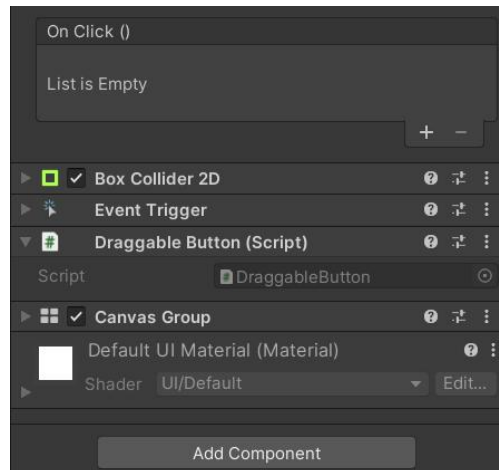 On Click ()
List is Empty
+ −
Box Collider 2D
Event Trigger
# Draggable Button (Script)
Script DraggableButton
Canvas Group
Default UI Material (Material)
Shader UI/Default Edit...
Add Component